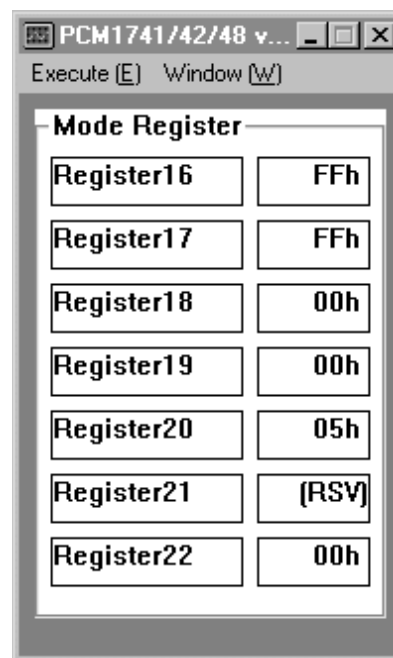 PCM1741/42/48 v...
Execute (E) Window (W)
Mode Register
Register16 FFh
Register17 FFh
Register18 00h
Register19 00h
Register20 05h
Register21 (RSV)
Register22 00h